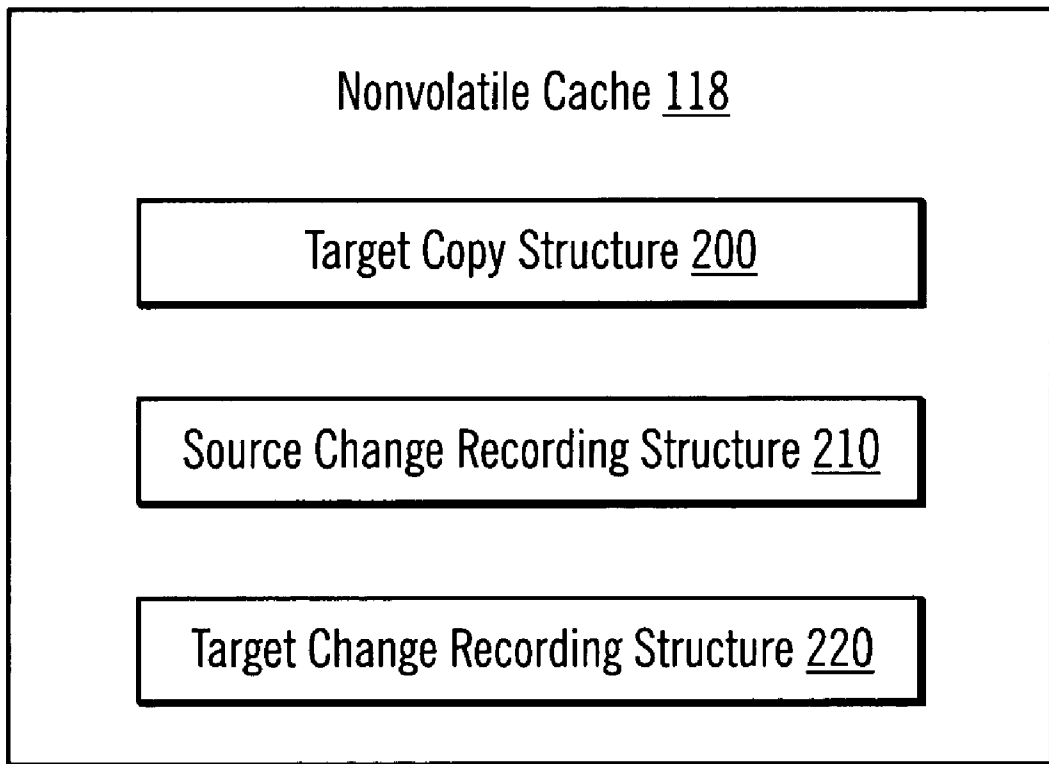 Nonvolatile Cache 118
Target Copy Structure 200
Source Change Recording Structure 210
Target Change Recording Structure 220